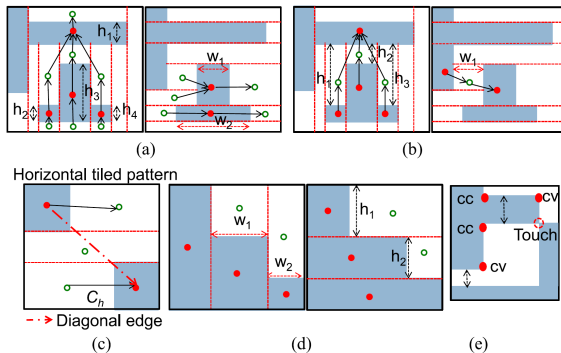 h1
h2
h3
h4
w1
w2
(a)
h1
h2
h3
w1
(b)
Horizontal tiled pattern
Ch
Diagonal edge
(c)
w1
w2
h1
h2
(d)
cc
cv
cc
Touch
cv
(e)